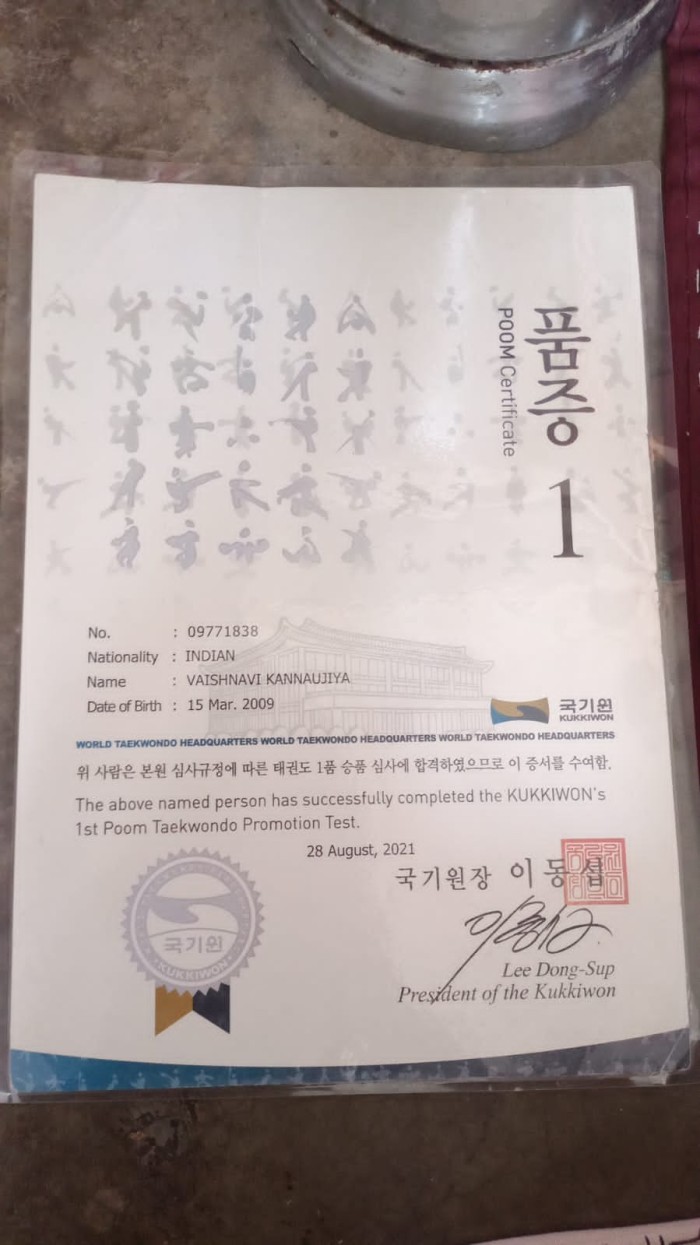 품증
POOM Certificate
1
No. : 09771838
Nationality : INDIAN
Name : VAISHNAVI KANNAUJIYA
Date of Birth : 15 Mar. 2009
국기원
KUKKIWON
WORLD TAEKWONDO HEADQUARTERS WORLD TAEKWONDO HEADQUARTERS WORLD TAEKWONDO HEADQUARTERS
위 사람은 본원 심사규정에 따른 태권도 1품 승품 심사에 합격하였으므로 이 증서를 수여함.
The above named person has successfully completed the KUKKIWON's
1st Poom Taekwondo Promotion Test.
28 August, 2021
국기원장 이동섭
Lee Dong-Sup
President of the Kukkiwon
국기원
KUKKIWON